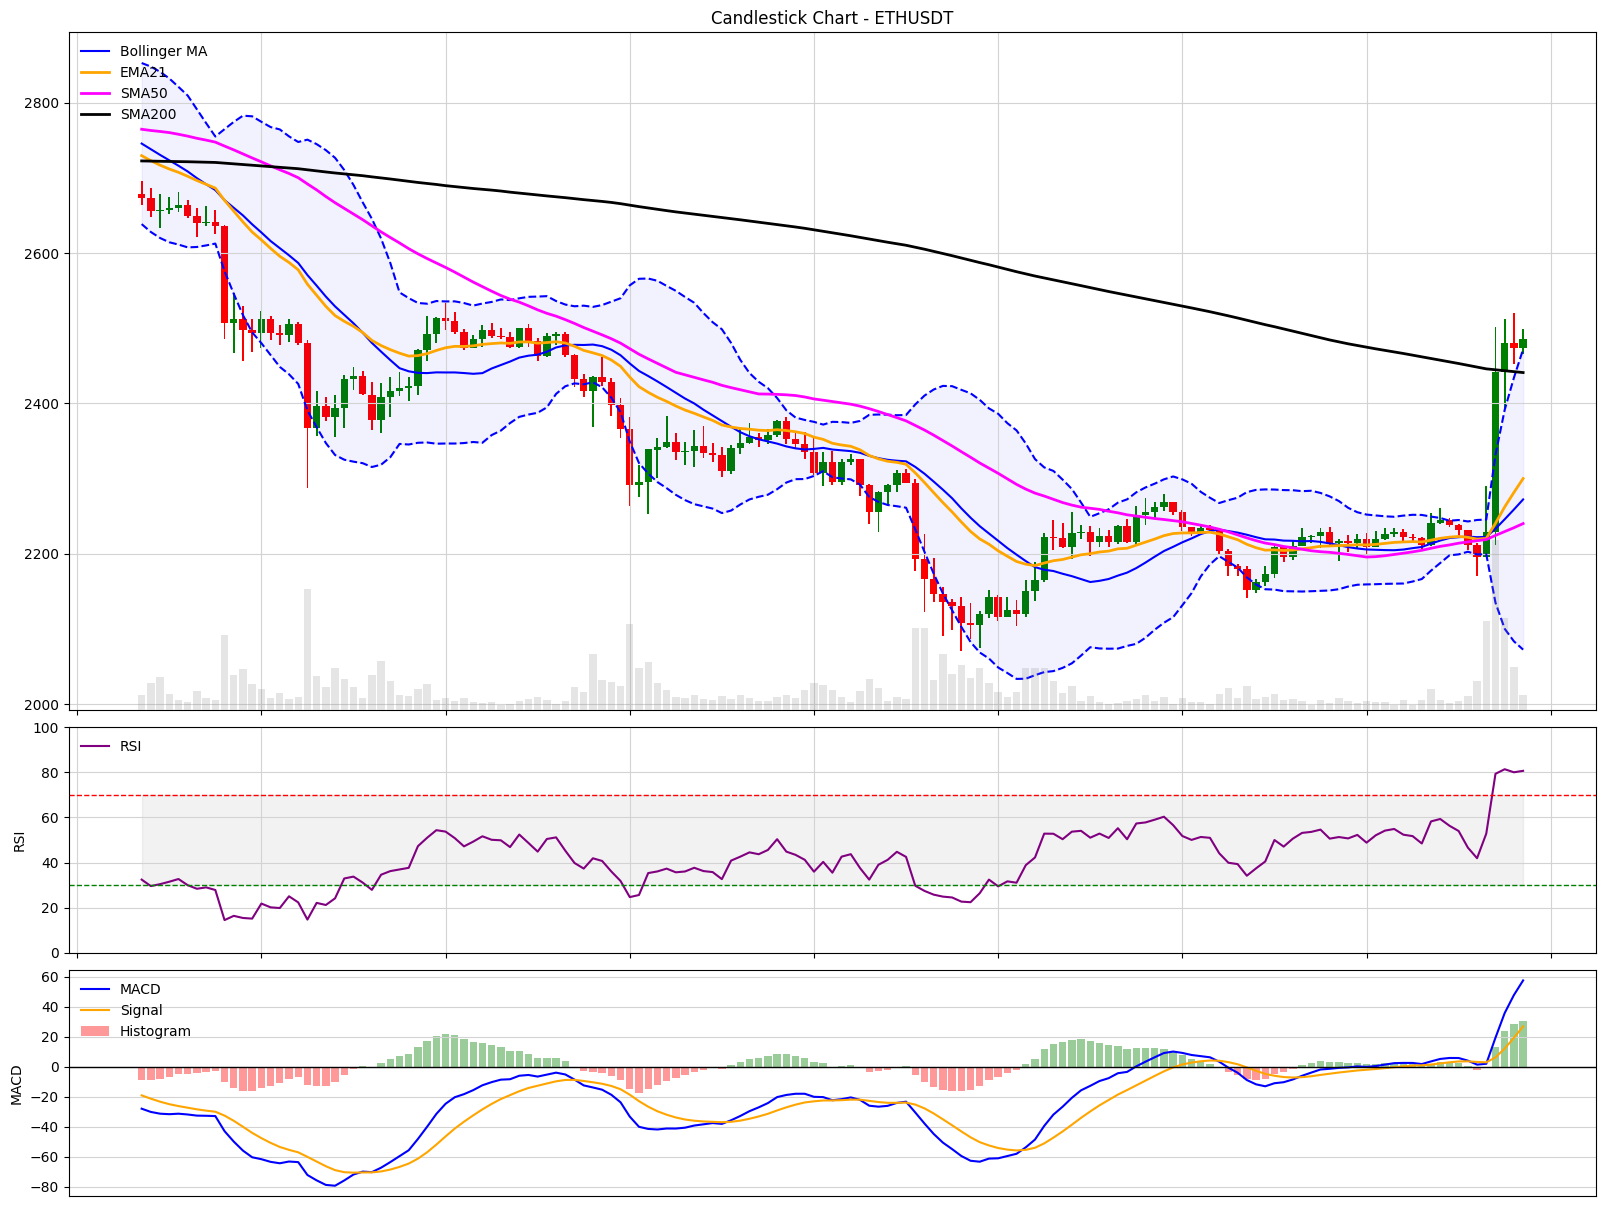 Candlestick Chart - ETHUSDT
Bollinger MA
EMA21
SMA50
SMA200
2800
2600
2400
2200
2000
RSI
100
80
60
40
20
0
RSI
MACD
Signal
Histogram
60
40
20
0
−20
−40
−60
−80
MACD